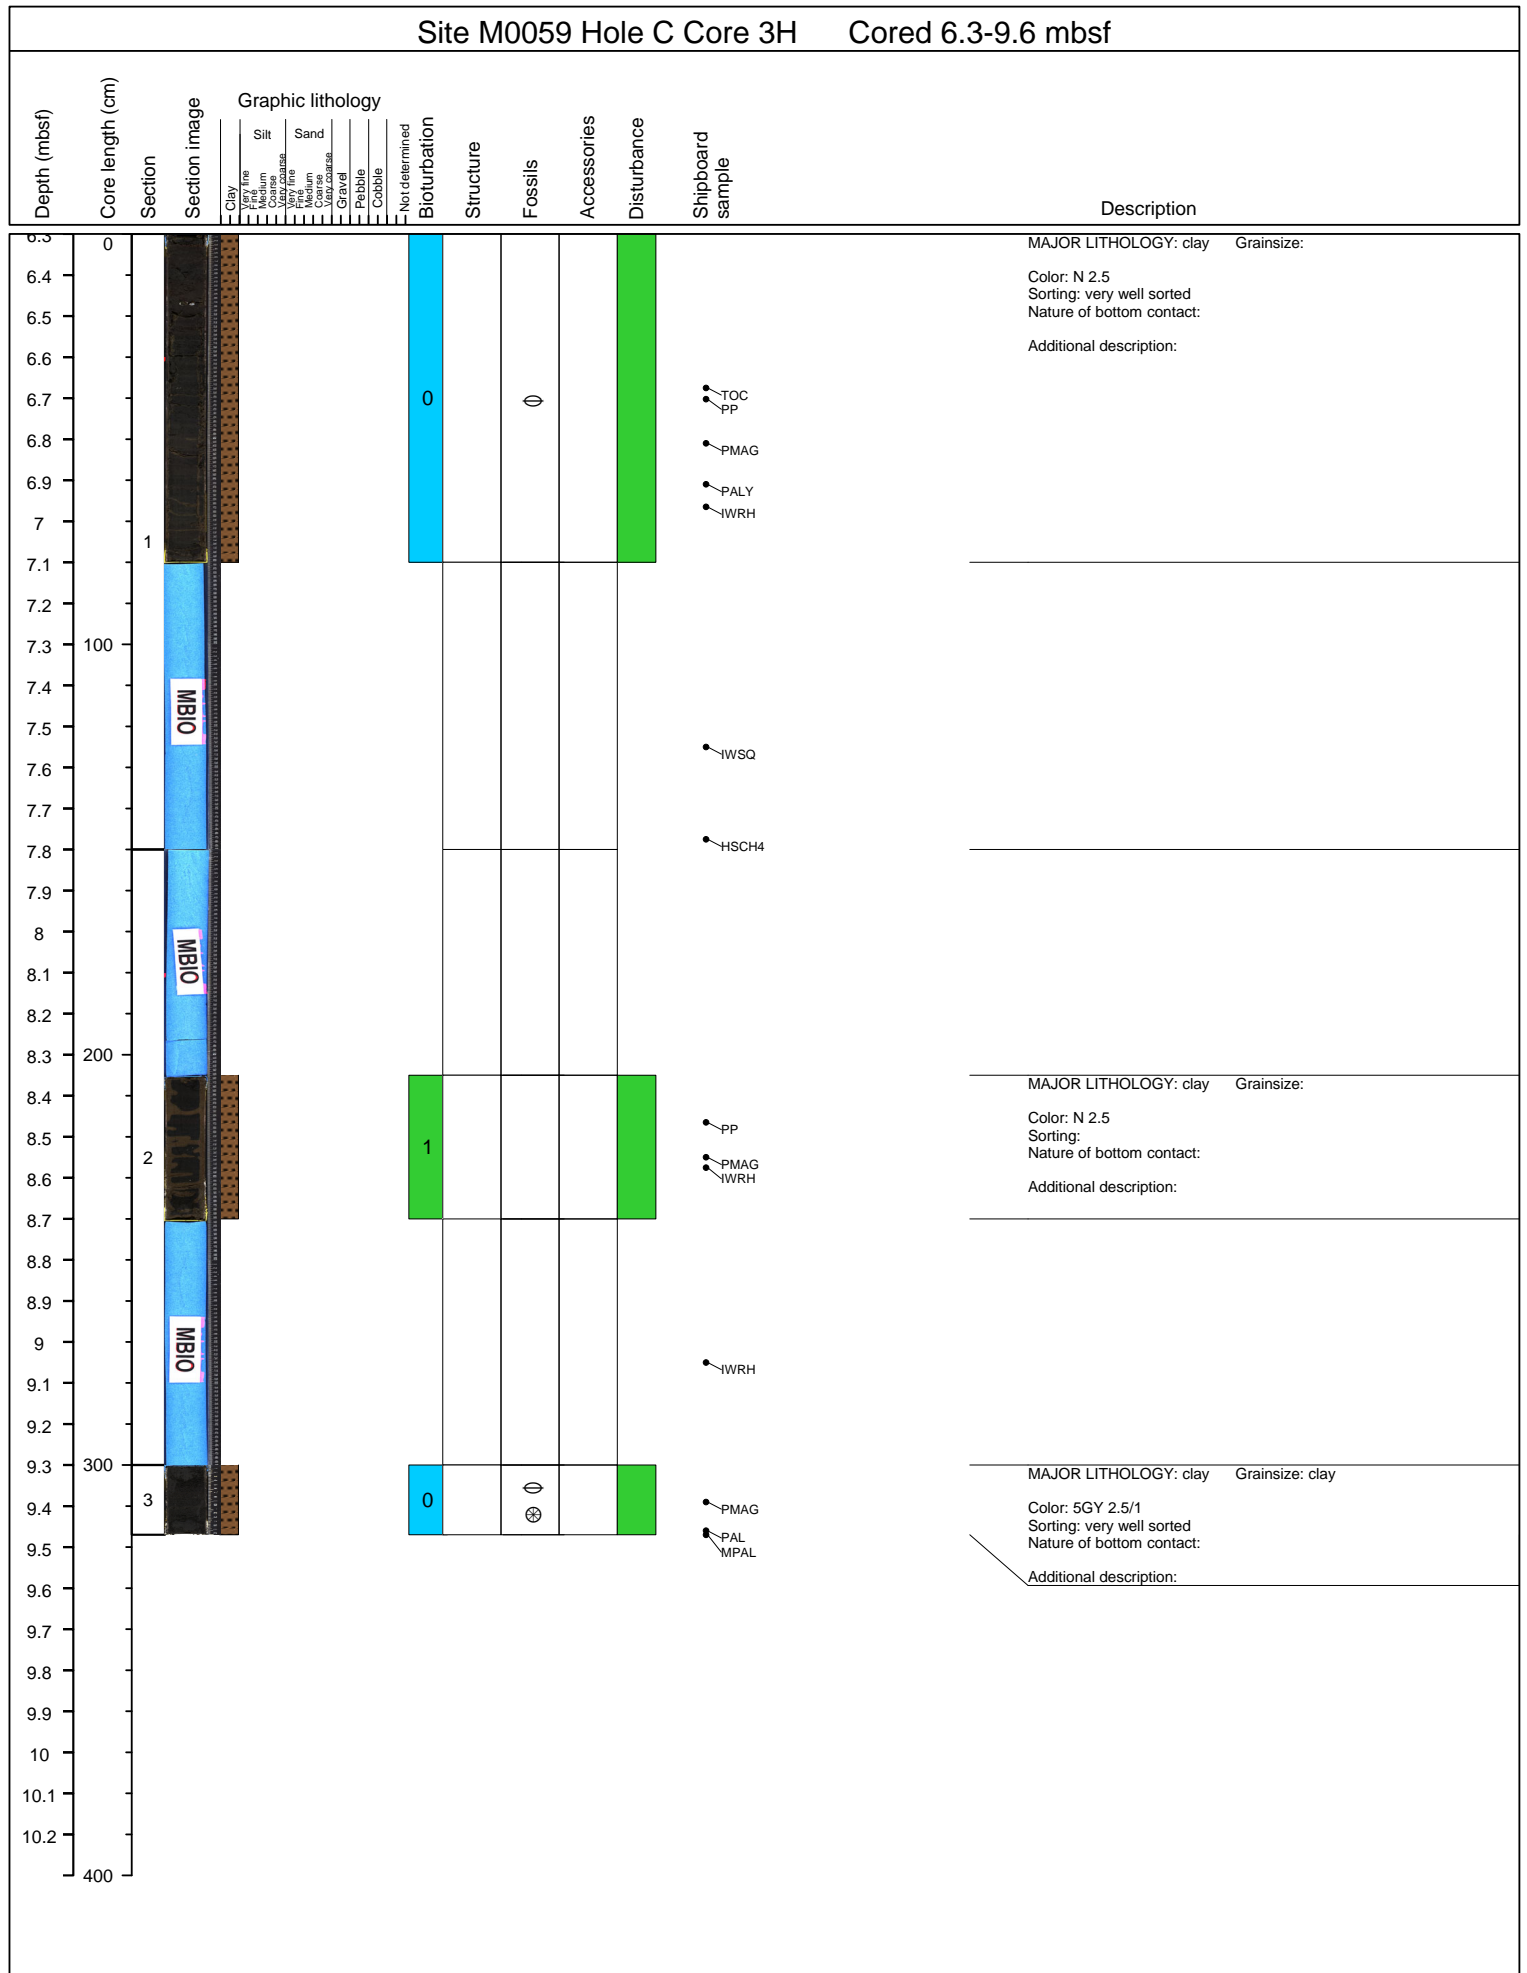 Site M0059 Hole C Core 3H Cored 6.3-9.6 mbsf
Depth (mbsf)
Core length (cm)
Section
Section image
Graphic lithology
Clay
Silt
Very fine
Fine
Medium
Coarse
Very coarse
Sand
Very fine
Fine
Medium
Coarse
Very coarse
Gravel
Pebble
Cobble
Not determined
Bioturbation
Structure
Fossils
Accessories
Disturbance
Shipboard
sample
Description
6.3 0 MAJOR LITHOLOGY: clay Grainsize:
6.4 Color: N 2.5
Sorting: very well sorted
6.5 Nature of bottom contact:
6.6 Additional description:
TOC
6.7 0
PP
6.8 PMAG
6.9 PALY
7 IWRH
1
7.1
7.2
7.3 100
7.4 MBIO
7.5
7.6 IWSQ
7.7
7.8 HSCH4
7.9
8 MBIO
8.1
8.2
8.3 200
MAJOR LITHOLOGY: clay Grainsize:
8.4 Color: N 2.5
8.5 PP Sorting:
2 1 Nature of bottom contact:
PMAG
8.6 IWRH
Additional description:
8.7
8.8
8.9
9 MBIO
IWRH
9.1
9.2
9.3 300 MAJOR LITHOLOGY: clay Grainsize: clay
9.4 3 0 PMAG Color: 5GY 2.5/1
Sorting: very well sorted
9.5 PAL Nature of bottom contact:
MPAL
9.6 Additional description:
9.7
9.8
9.9
10
10.1
10.2
400